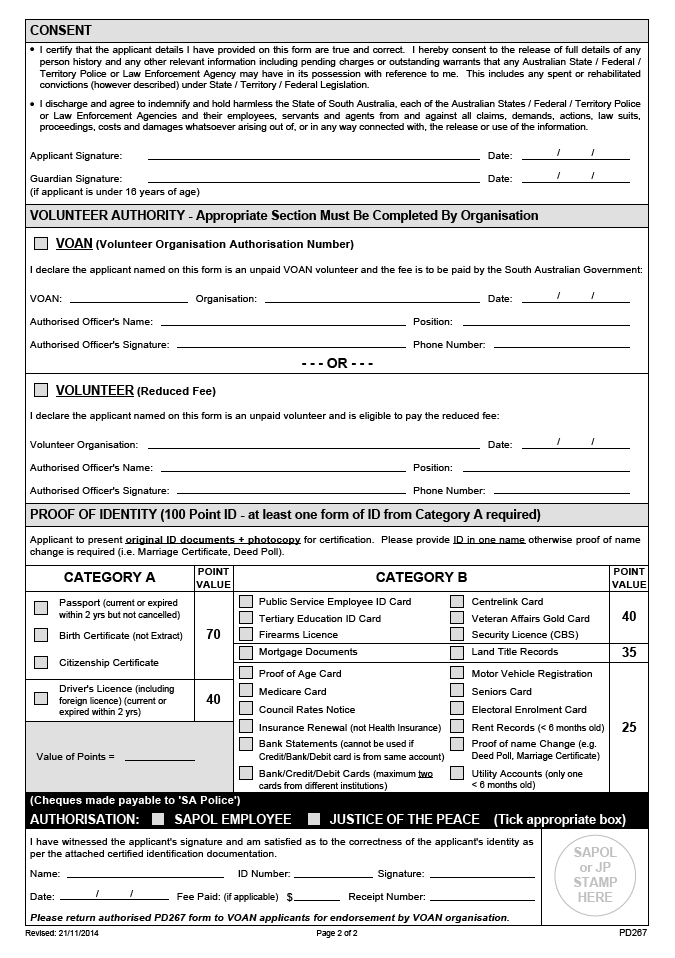 CONSENT
• I certify that the applicant details I have provided on this form are true and correct. I hereby consent to the release of full details of any
person history and any other relevant information including pending charges or outstanding warrants that any Australian State / Federal /
Territory Police or Law Enforcement Agency may have in its possession with reference to me. This includes any spent or rehabilitated
convictions (however described) under State / Territory / Federal Legislation.
• I discharge and agree to indemnify and hold harmless the State of South Australia, each of the Australian States / Federal / Territory Police
or Law Enforcement Agencies and their employees, servants and agents from and against all claims, demands, actions, law suits,
proceedings, costs and damages whatsoever arising out of, or in any way connected with, the release or use of the information.
Applicant Signature: Date: / /
Guardian Signature: Date: / /
(if applicant is under 16 years of age)
VOLUNTEER AUTHORITY - Appropriate Section Must Be Completed By Organisation
VOAN (Volunteer Organisation Authorisation Number)
I declare the applicant named on this form is an unpaid VOAN volunteer and the fee is to be paid by the South Australian Government:
VOAN: Organisation: Date: / /
Authorised Officer's Name: Position:
Authorised Officer's Signature: Phone Number:
- - - OR - - -
VOLUNTEER (Reduced Fee)
I declare the applicant named on this form is an unpaid volunteer and is eligible to pay the reduced fee:
Volunteer Organisation: Date: / /
Authorised Officer's Name: Position:
Authorised Officer's Signature: Phone Number:
PROOF OF IDENTITY (100 Point ID - at least one form of ID from Category A required)
Applicant to present original ID documents + photocopy for certification. Please provide ID in one name otherwise proof of name
change is required (i.e. Marriage Certificate, Deed Poll).
CATEGORY A
POINT
VALUE
CATEGORY B
POINT
VALUE
Passport (current or expired
within 2 yrs but not cancelled)
Birth Certificate (not Extract)
Citizenship Certificate
70
Driver's Licence (including
foreign licence) (current or
expired within 2 yrs)
40
Value of Points =
Public Service Employee ID Card
Centrelink Card
Tertiary Education ID Card
Veteran Affairs Gold Card
Firearms Licence
Security Licence (CBS)
40
Mortgage Documents
Land Title Records
35
Proof of Age Card
Motor Vehicle Registration
Medicare Card
Seniors Card
Council Rates Notice
Electoral Enrolment Card
Insurance Renewal (not Health Insurance)
Rent Records (< 6 months old)
Bank Statements (cannot be used if
Credit/Bank/Debit card is from same account)
Proof of name Change (e.g.
Deed Poll, Marriage Certificate)
Bank/Credit/Debit Cards (maximum two
cards from different institutions)
Utility Accounts (only one
< 6 months old)
25
(Cheques made payable to 'SA Police')
AUTHORISATION: SAPOL EMPLOYEE JUSTICE OF THE PEACE (Tick appropriate box)
I have witnessed the applicant's signature and am satisfied as to the correctness of the applicant's identity as
per the attached certified identification documentation.
Name: ID Number: Signature:
Date: / / Fee Paid: (if applicable) $ Receipt Number:
Please return authorised PD267 form to VOAN applicants for endorsement by VOAN organisation.
SAPOL
or JP
STAMP
HERE
Revised: 21/11/2014 Page 2 of 2 PD267